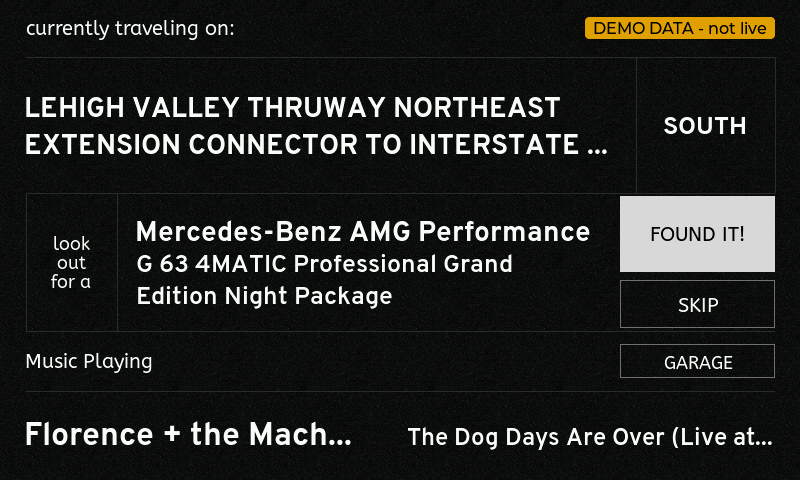 currently traveling on:
DEMO DATA - not live
LEHIGH VALLEY THRUWAY NORTHEAST
EXTENSION CONNECTOR TO INTERSTATE ...
SOUTH
look
out
for a
Mercedes-Benz AMG Performance
G 63 4MATIC Professional Grand
Edition Night Package
FOUND IT!
SKIP
Music Playing
GARAGE
Florence + the Mach...
The Dog Days Are Over (Live at...